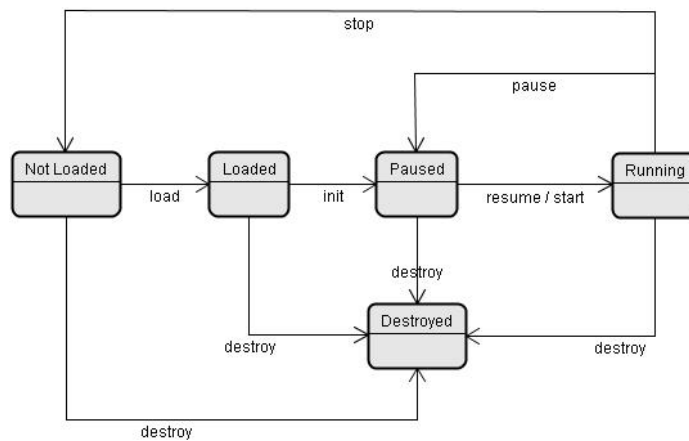 stop
pause
Not Loaded
Loaded
Paused
Running
load
init
resume / start
destroy
Destroyed
destroy
destroy
destroy